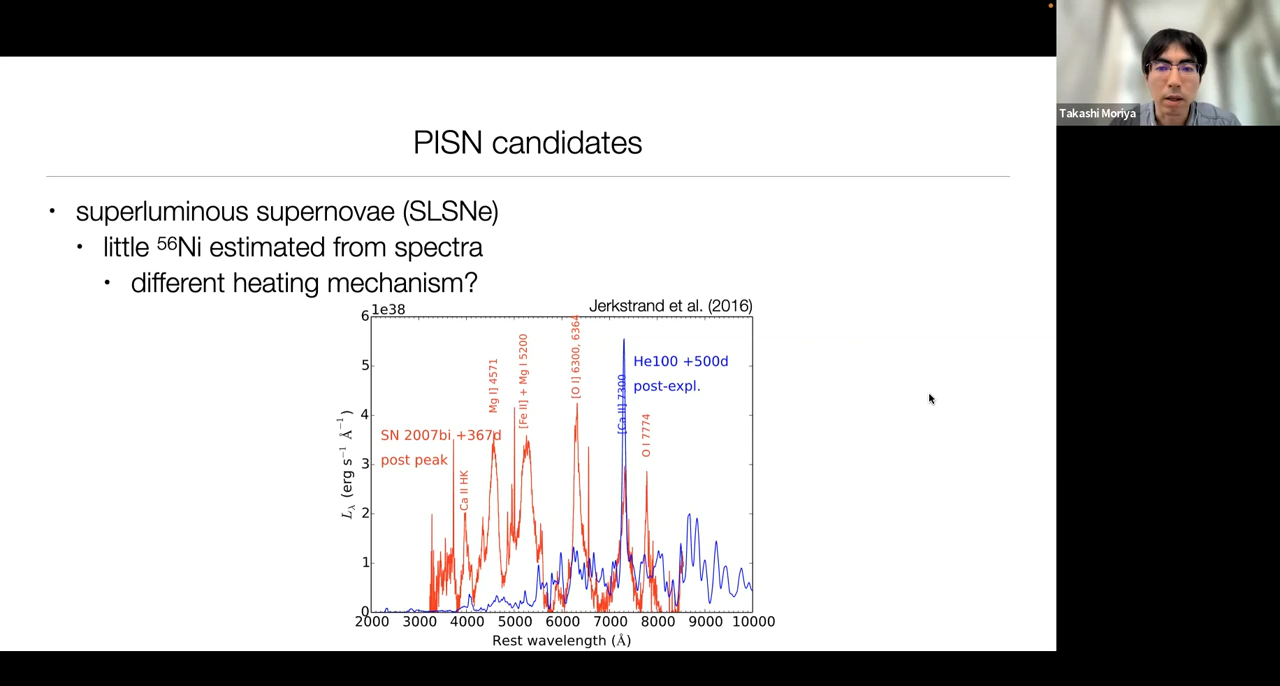 PISN candidates
• superluminous supernovae (SLSNe)
• little ⁵⁶Ni estimated from spectra
• different heating mechanism?
Jerkstrand et al. (2016)
1e38
6
5
4
3
2
1
0
Lλ (erg s⁻¹ Å⁻¹)
SN 2007bi +367d
post peak
Ca II HK
Mg I] 4571
[Fe II] + Mg I 5200
[O I] 6300, 6364
[Ca II] 7300
O I 7774
He100 +500d
post-expl.
2000 3000 4000 5000 6000 7000 8000 9000 10000
Rest wavelength (Å)
Takashi Moriya